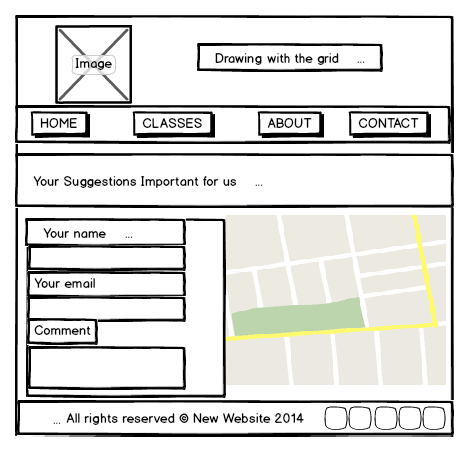 Image
Drawing with the grid ...
HOME CLASSES ABOUT CONTACT
Your Suggestions Important for us ...
Your name ...
Your email
Comment
... All rights reserved © New Website 2014